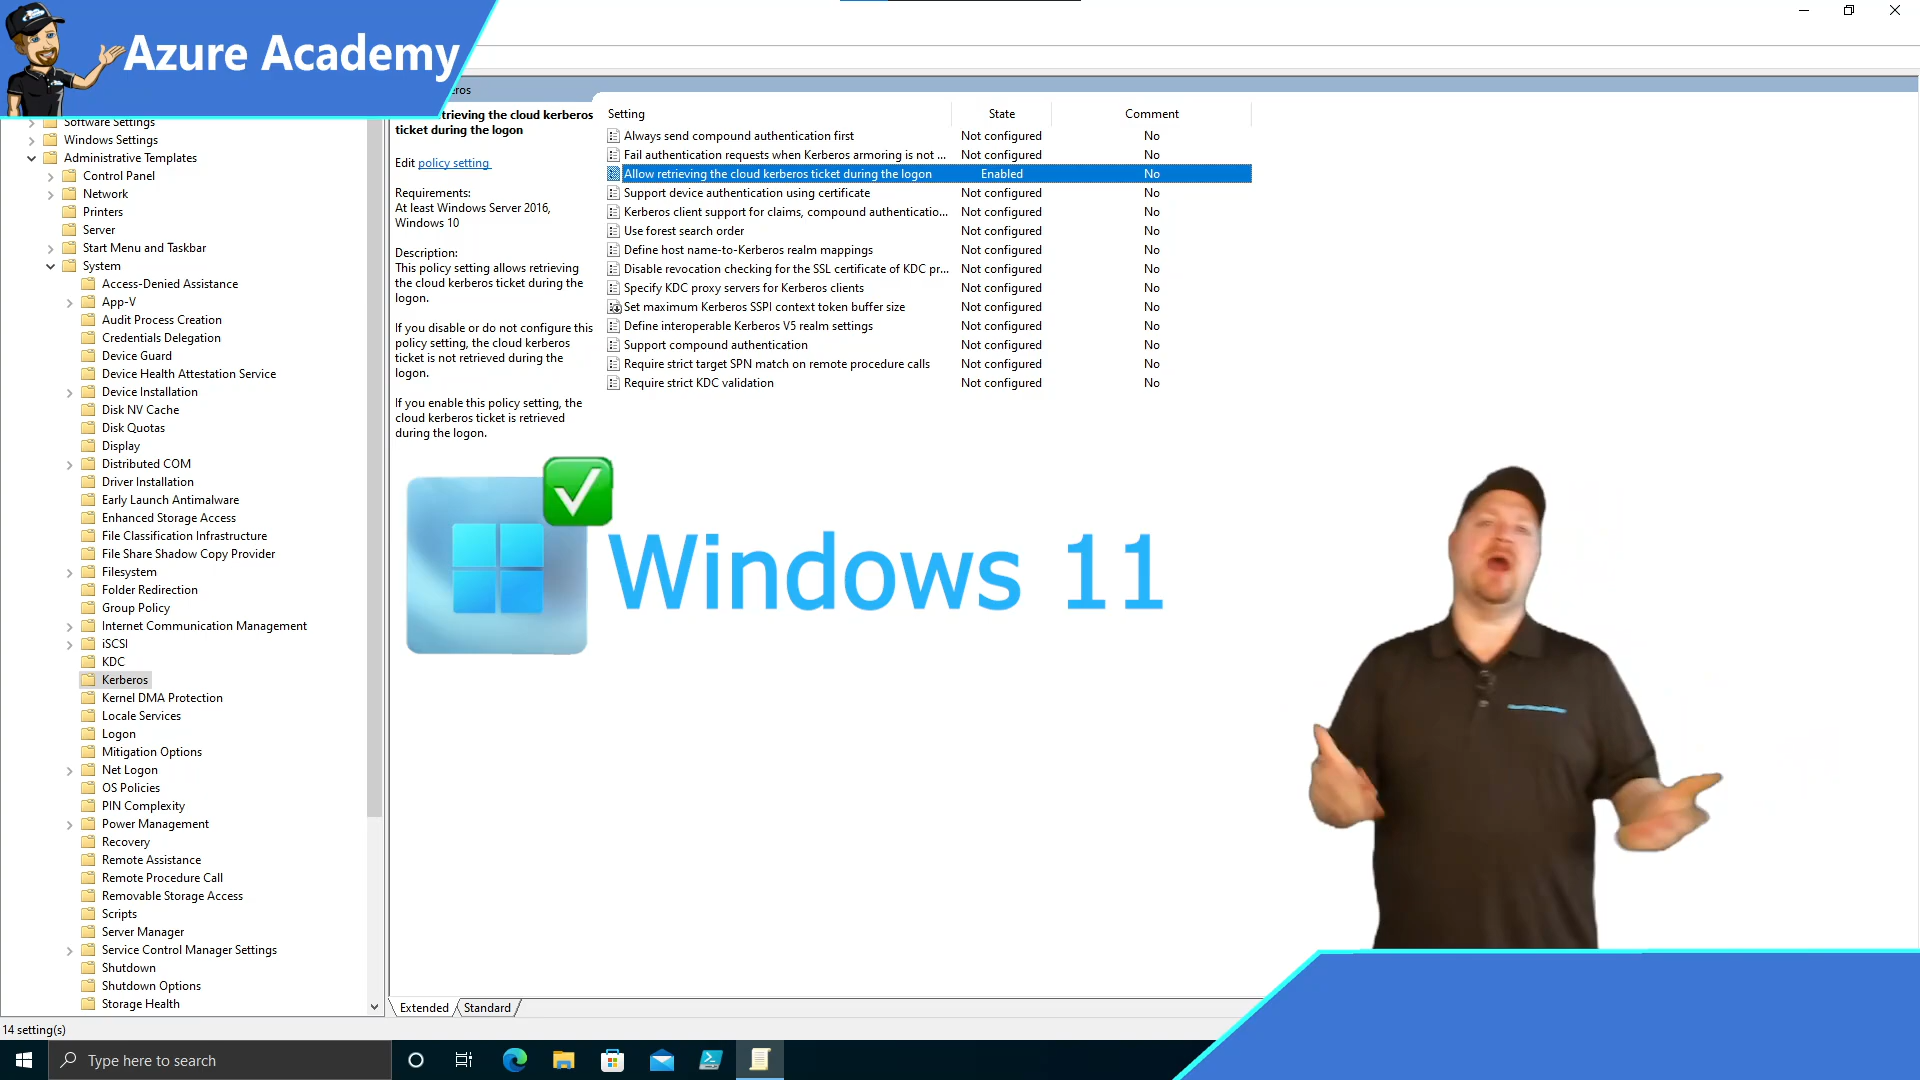 Azure Academy
eros
trieving the cloud kerberos
ticket during the logon
Edit policy setting
Requirements:
At least Windows Server 2016,
Windows 10
Description:
This policy setting allows retrieving
the cloud kerberos ticket during the
logon.
If you disable or do not configure this
policy setting, the cloud kerberos
ticket is not retrieved during the
logon.
If you enable this policy setting, the
cloud kerberos ticket is retrieved
during the logon.
Setting State Comment
Always send compound authentication first Not configured No
Fail authentication requests when Kerberos armoring is not ... Not configured No
Allow retrieving the cloud kerberos ticket during the logon Enabled No
Support device authentication using certificate Not configured No
Kerberos client support for claims, compound authenticatio... Not configured No
Use forest search order Not configured No
Define host name-to-Kerberos realm mappings Not configured No
Disable revocation checking for the SSL certificate of KDC pr... Not configured No
Specify KDC proxy servers for Kerberos clients Not configured No
Set maximum Kerberos SSPI context token buffer size Not configured No
Define interoperable Kerberos V5 realm settings Not configured No
Support compound authentication Not configured No
Require strict target SPN match on remote procedure calls Not configured No
Require strict KDC validation Not configured No
Software Settings
Windows Settings
Administrative Templates
Control Panel
Network
Printers
Server
Start Menu and Taskbar
System
Access-Denied Assistance
App-V
Audit Process Creation
Credentials Delegation
Device Guard
Device Health Attestation Service
Device Installation
Disk NV Cache
Disk Quotas
Display
Distributed COM
Driver Installation
Early Launch Antimalware
Enhanced Storage Access
File Classification Infrastructure
File Share Shadow Copy Provider
Filesystem
Folder Redirection
Group Policy
Internet Communication Management
iSCSI
KDC
Kerberos
Kernel DMA Protection
Locale Services
Logon
Mitigation Options
Net Logon
OS Policies
PIN Complexity
Power Management
Recovery
Remote Assistance
Remote Procedure Call
Removable Storage Access
Scripts
Server Manager
Service Control Manager Settings
Shutdown
Shutdown Options
Storage Health
Windows 11
Extended Standard
14 setting(s)
Type here to search